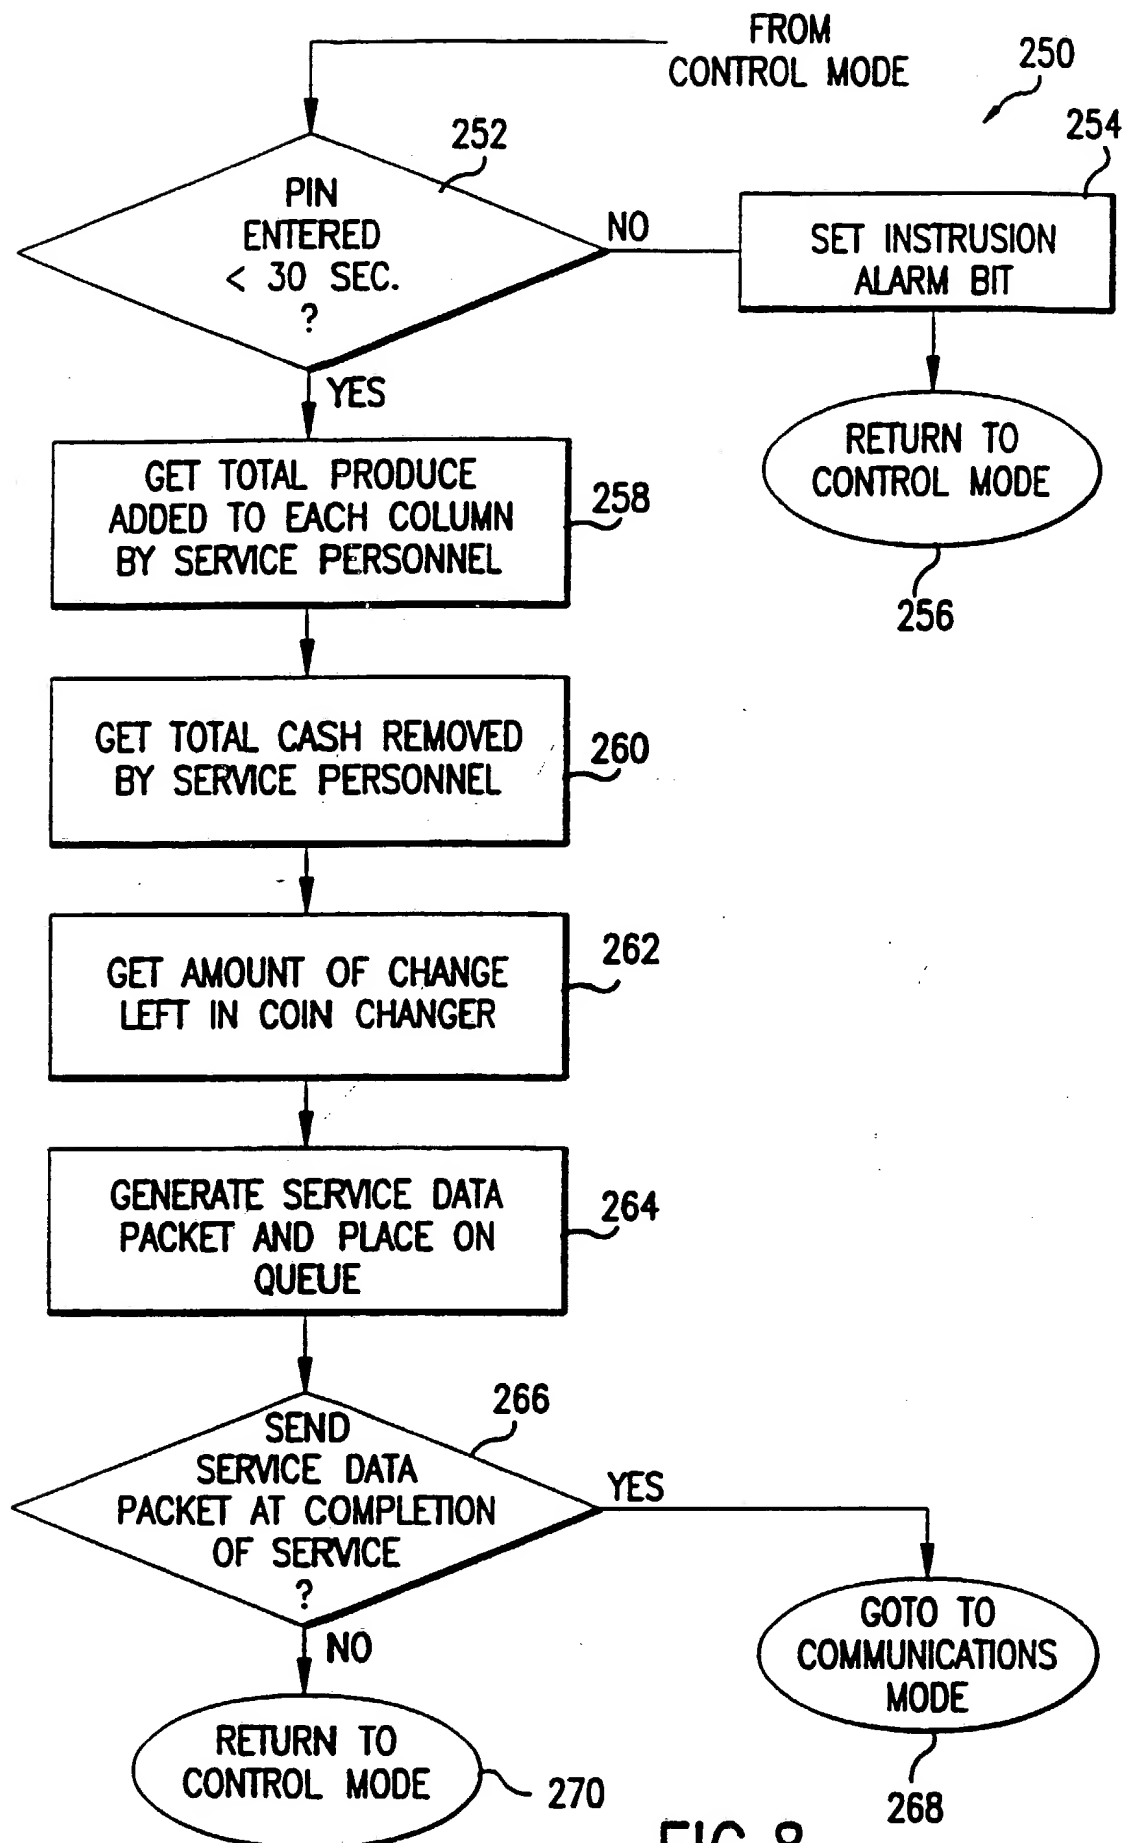 FROM
CONTROL MODE
250
252
254
PIN
ENTERED
< 30 SEC.
?
NO
SET INSTRUSION
ALARM BIT
YES
RETURN TO
CONTROL MODE
256
GET TOTAL PRODUCE
ADDED TO EACH COLUMN
BY SERVICE PERSONNEL
258
GET TOTAL CASH REMOVED
BY SERVICE PERSONNEL
260
GET AMOUNT OF CHANGE
LEFT IN COIN CHANGER
262
GENERATE SERVICE DATA
PACKET AND PLACE ON
QUEUE
264
266
SEND
SERVICE DATA
PACKET AT COMPLETION
OF SERVICE
?
YES
NO
GOTO TO
COMMUNICATIONS
MODE
268
RETURN TO
CONTROL MODE
270
FIG. 8